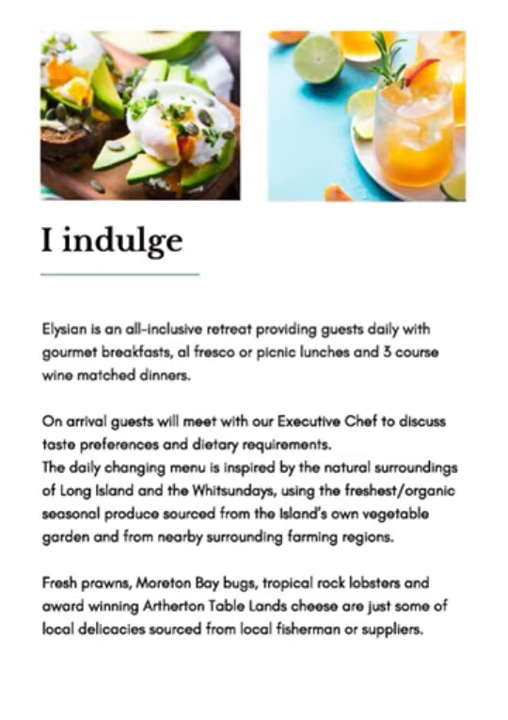 I indulge
Elysian is an all-inclusive retreat providing guests daily with
gourmet breakfasts, al fresco or picnic lunches and 3 course
wine matched dinners.
On arrival guests will meet with our Executive Chef to discuss
taste preferences and dietary requirements.
The daily changing menu is inspired by the natural surroundings
of Long Island and the Whitsundays, using the freshest/organic
seasonal produce sourced from the Island's own vegetable
garden and from nearby surrounding farming regions.
Fresh prawns, Moreton Bay bugs, tropical rock lobsters and
award winning Artherton Table Lands cheese are just some of
local delicacies sourced from local fisherman or suppliers.